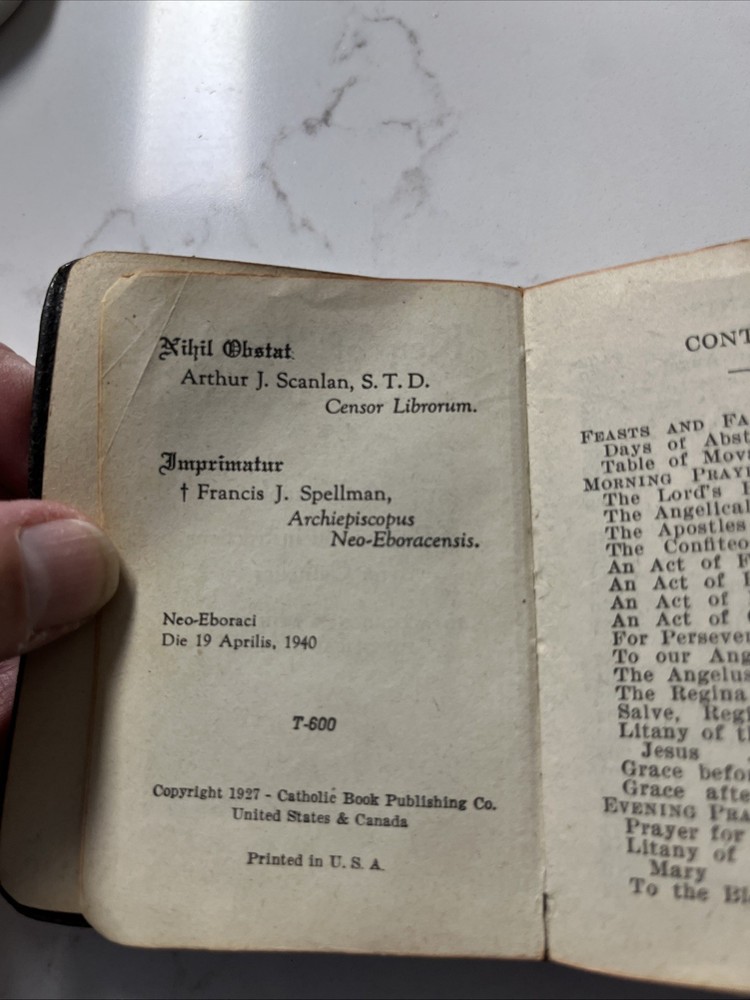 Nihil Obstat
Arthur J. Scanlan, S. T. D.
Censor Librorum.
Imprimatur
† Francis J. Spellman,
Archiepiscopus
Neo-Eboracensis.
Neo-Eboraci
Die 19 Aprilis, 1940
T-600
Copyright 1927 - Catholic Book Publishing Co.
United States & Canada
Printed in U. S. A.
CONT
FEASTS AND FA
Days of Abst
Table of Mov
MORNING PRAY
The Lord's
The Angelical
The Apostles
The Confiteo
An Act of F
An Act of
An Act of
An Act of
For Persever
To our Ang
The Angelus
The Regina
Salve, Regi
Litany of t
Jesus
Grace befo
Grace afte
EVENING PRA
Prayer for
Litany of
Mary
To the Bl